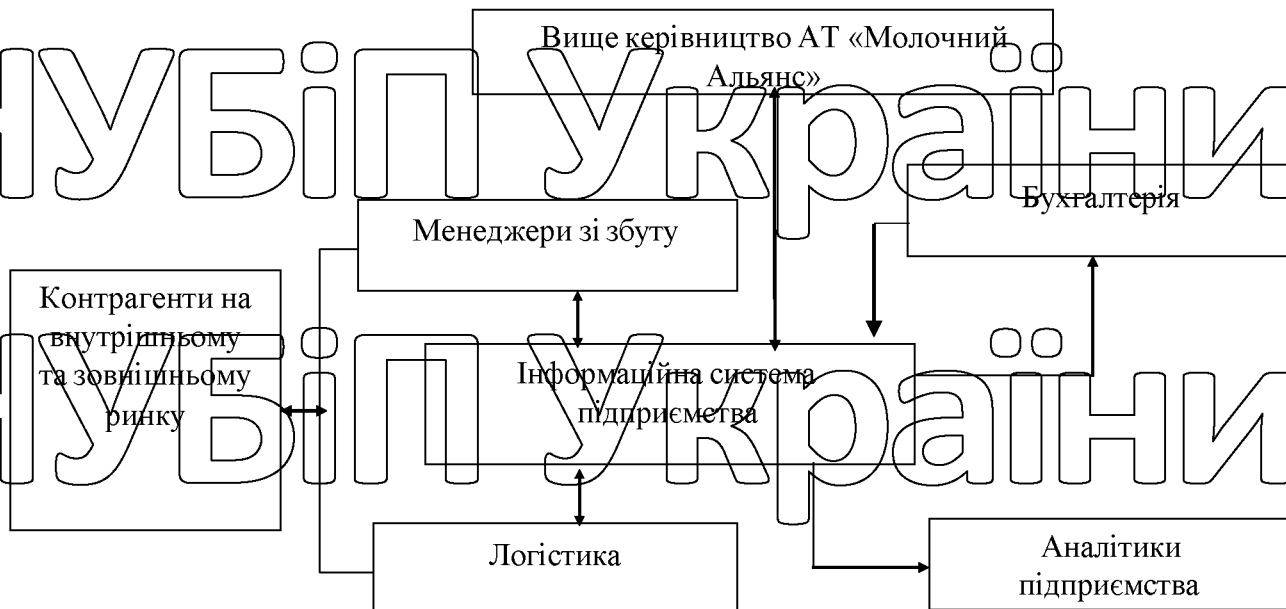 Вище керівництво АТ «Молочний
Альянс»
НУБіП України
Бухгалтерія
Менеджери зі збуту
Контрагенти на
внутрішньому
та зовнішньому
ринку
НУБіП України
Інформаційна система
підприємства
Логістика
Аналітики
підприємства